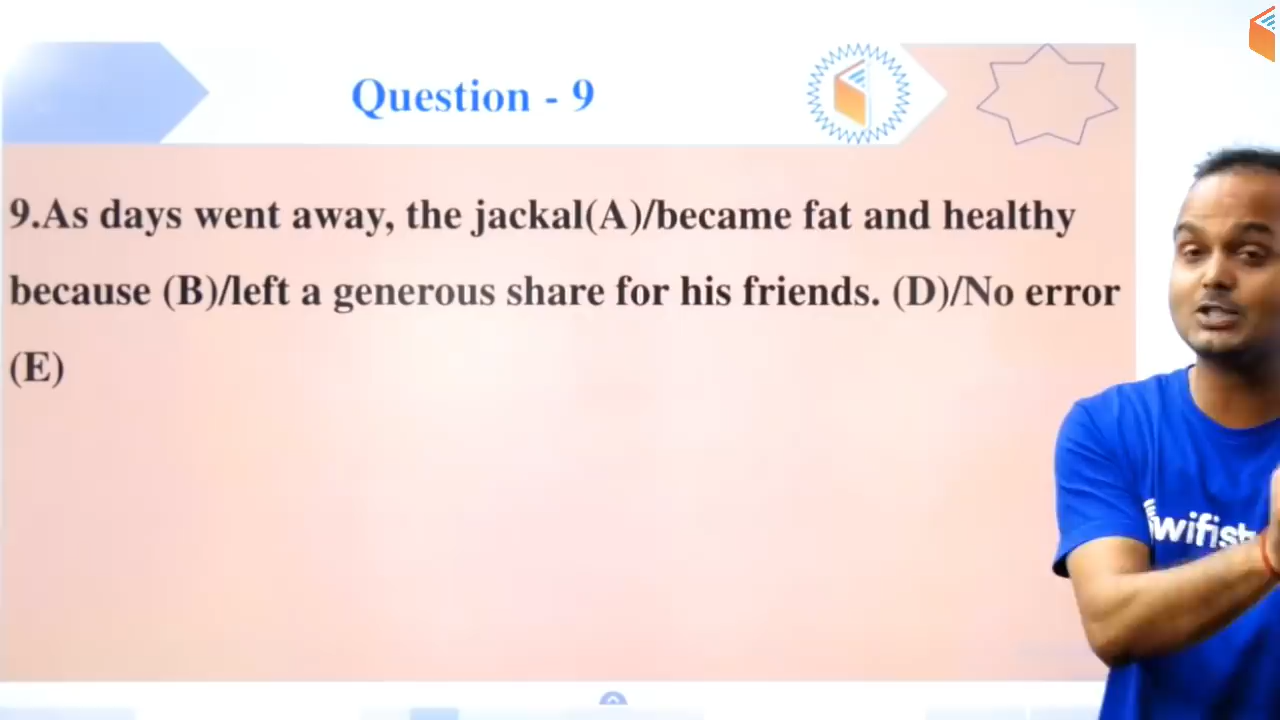 Question - 9
9.As days went away, the jackal(A)/became fat and healthy
because (B)/left a generous share for his friends. (D)/No error
(E)
wifist